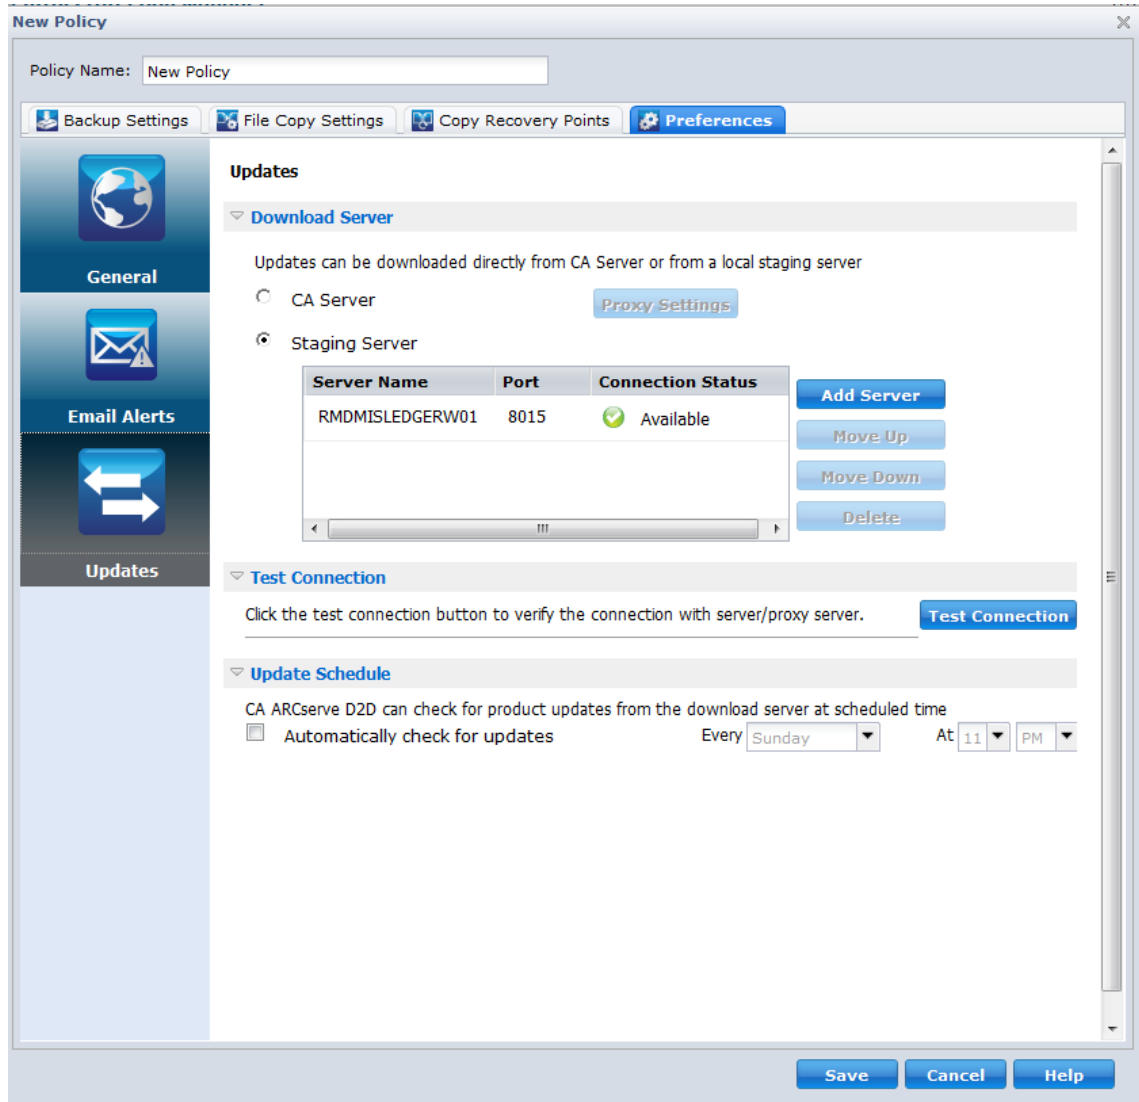 New Policy
Policy Name: New Policy
Backup Settings File Copy Settings Copy Recovery Points Preferences
General
Email Alerts
Updates
Updates
Download Server
Updates can be downloaded directly from CA Server or from a local staging server
CA Server Proxy Settings
Staging Server
Server Name Port Connection Status
RMDMISLEDGERW01 8015 Available
Add Server
Move Up
Move Down
Delete
Test Connection
Click the test connection button to verify the connection with server/proxy server. Test Connection
Update Schedule
CA ARCserve D2D can check for product updates from the download server at scheduled time
Automatically check for updates Every Sunday At 11 PM
Save Cancel Help